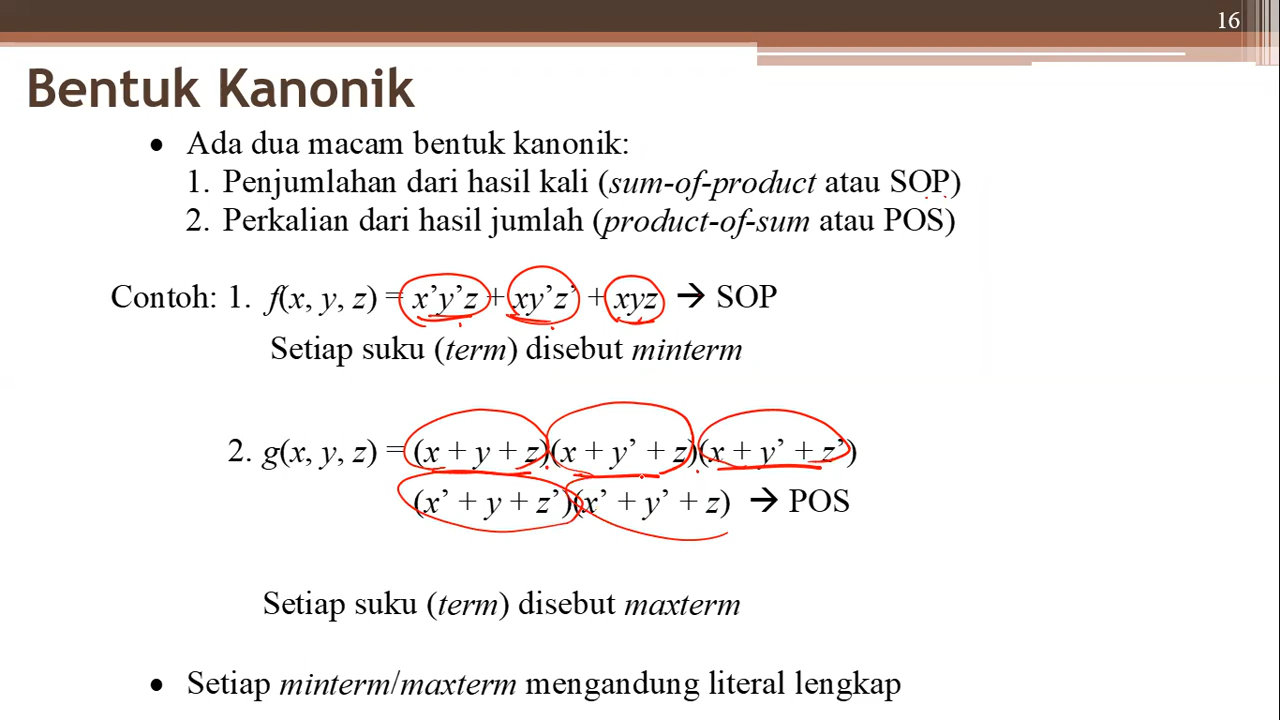 16
Bentuk Kanonik
• Ada dua macam bentuk kanonik:
1. Penjumlahan dari hasil kali (sum-of-product atau SOP)
2. Perkalian dari hasil jumlah (product-of-sum atau POS)
Contoh: 1. f(x, y, z) = x’y’z + xy’z’ + xyz → SOP
Setiap suku (term) disebut minterm
2. g(x, y, z) = (x + y + z)(x + y’ + z)(x + y’ + z’)
(x’ + y + z’)(x’ + y’ + z) → POS
Setiap suku (term) disebut maxterm
• Setiap minterm/maxterm mengandung literal lengkap